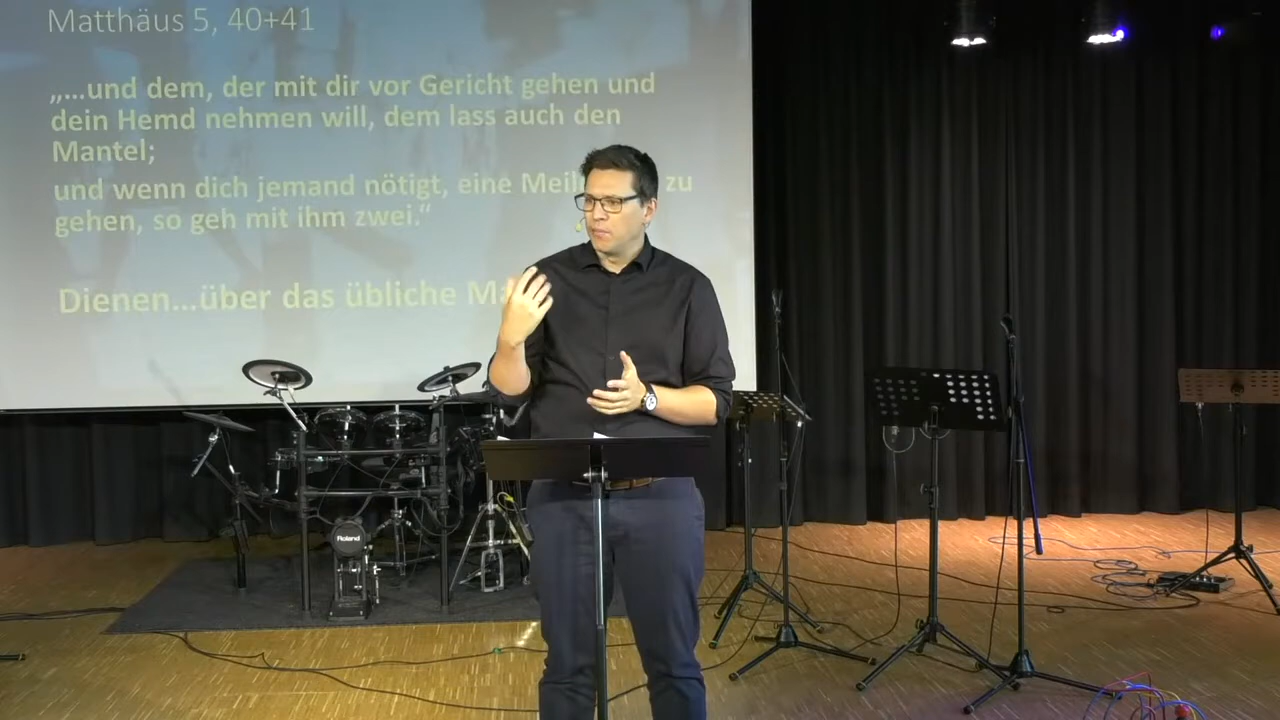 Matthäus 5, 40+41
„…und dem, der mit dir vor Gericht gehen und
dein Hemd nehmen will, dem lass auch den
Mantel;
und wenn dich jemand nötigt, eine zu
gehen, so geh mit ihm zwei.“
Dienen…über das übliche
Roland